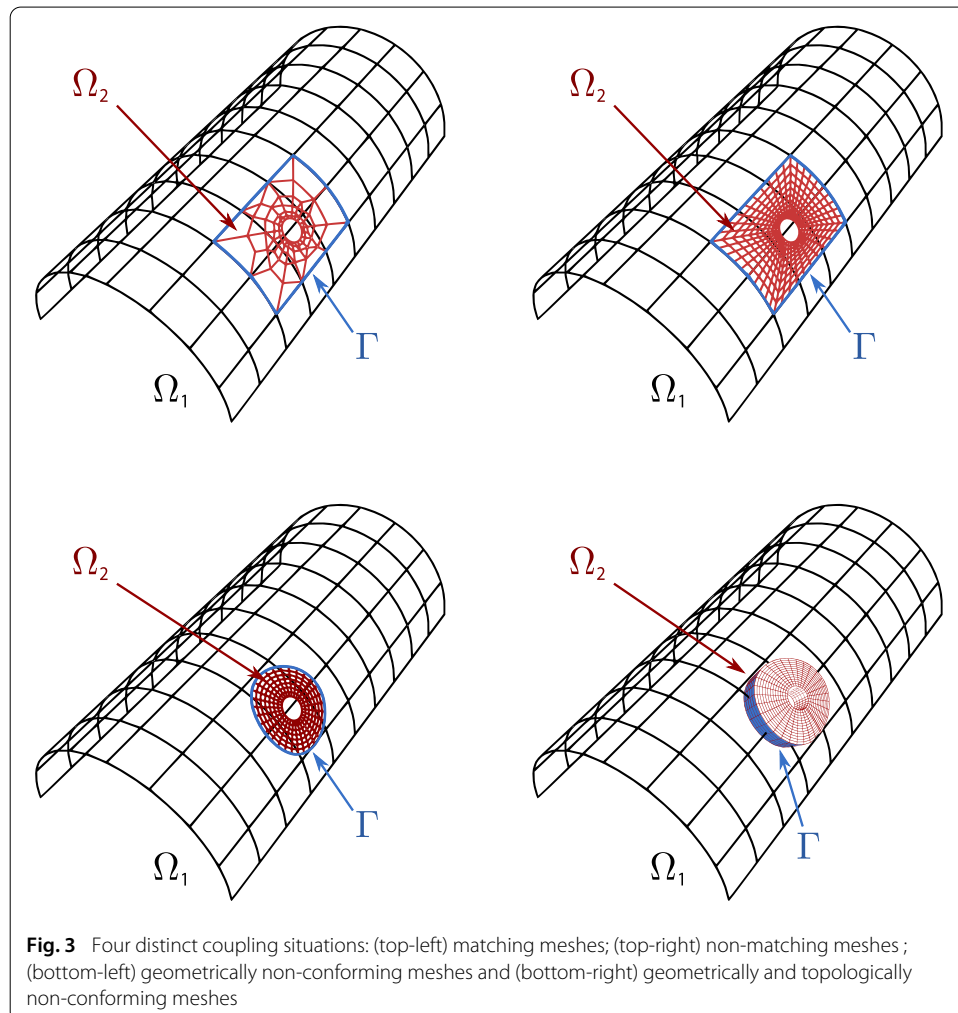 Ω₂
Ω₂
Γ
Γ
Ω₁
Ω₁
Ω₂
Ω₂
Γ
Γ
Ω₁
Ω₁
Fig. 3 Four distinct coupling situations: (top-left) matching meshes; (top-right) non-matching meshes ;
(bottom-left) geometrically non-conforming meshes and (bottom-right) geometrically and topologically
non-conforming meshes